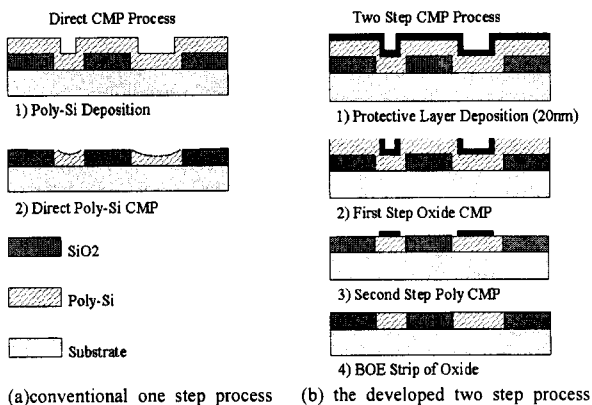 Direct CMP Process
1) Poly-Si Deposition
2) Direct Poly-Si CMP
SiO2
Poly-Si
Substrate
(a)conventional one step process
Two Step CMP Process
1) Protective Layer Deposition (20nm)
2) First Step Oxide CMP
3) Second Step Poly CMP
4) BOE Strip of Oxide
(b) the developed two step process